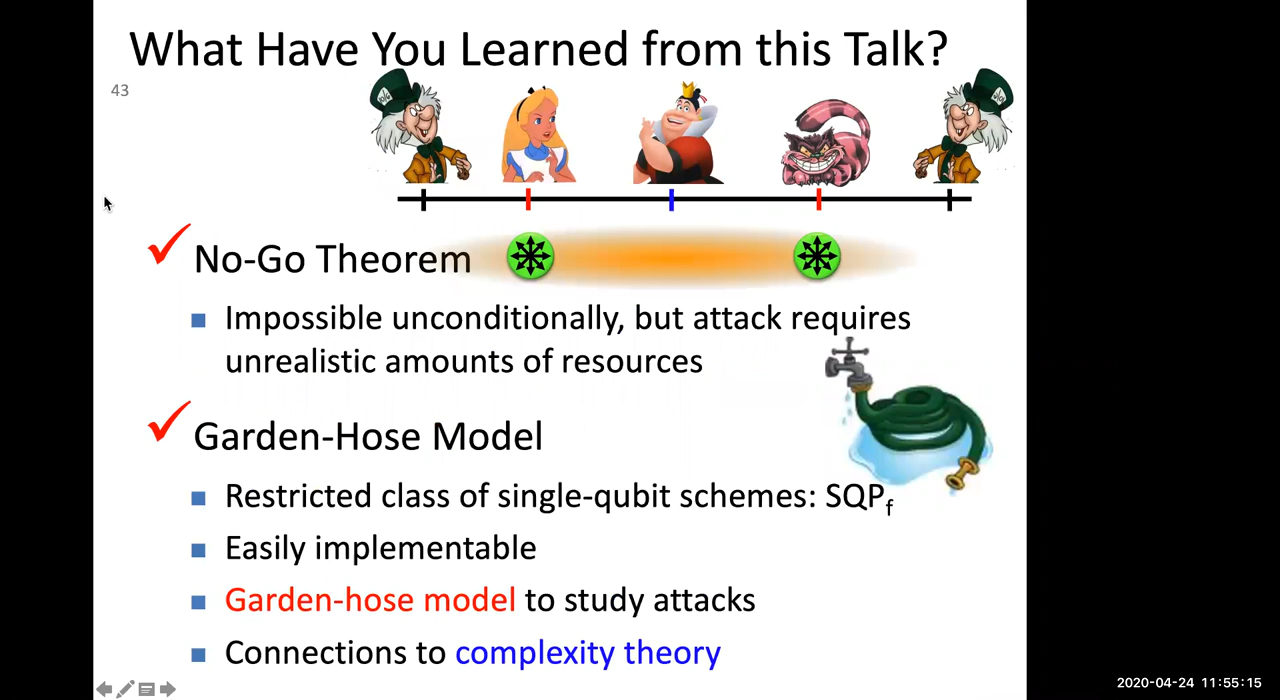 What Have You Learned from this Talk?
43
No-Go Theorem
Impossible unconditionally, but attack requires
unrealistic amounts of resources
Garden-Hose Model
Restricted class of single-qubit schemes: SQPf
Easily implementable
Garden-hose model to study attacks
Connections to complexity theory
2020-04-24 11:55:15